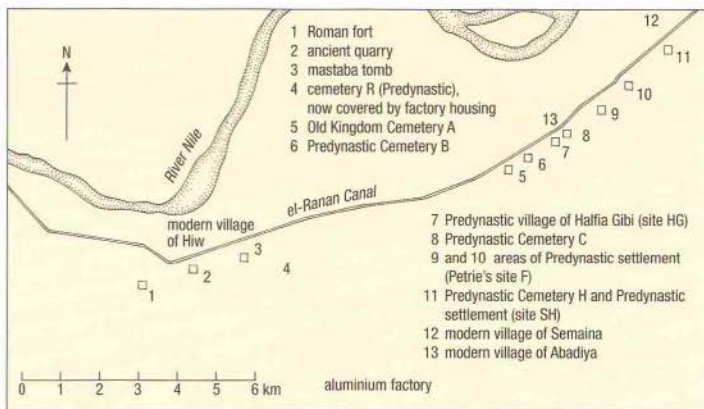 1 Roman fort
2 ancient quarry
3 mastaba tomb
4 cemetery R (Predynastic),
now covered by factory housing
5 Old Kingdom Cemetery A
6 Predynastic Cemetery B
N
River Nile
modern village
of Hiw
el-Ranan Canal
1
2
3
4
5
6
7
8
9
10
11
12
13
7 Predynastic village of Halfia Gibi (site HG)
8 Predynastic Cemetery C
9 and 10 areas of Predynastic settlement
(Petrie's site F)
11 Predynastic Cemetery H and Predynastic
settlement (site SH)
12 modern village of Semaina
13 modern village of Abadiya
0 1 2 3 4 5 6 km
aluminium factory